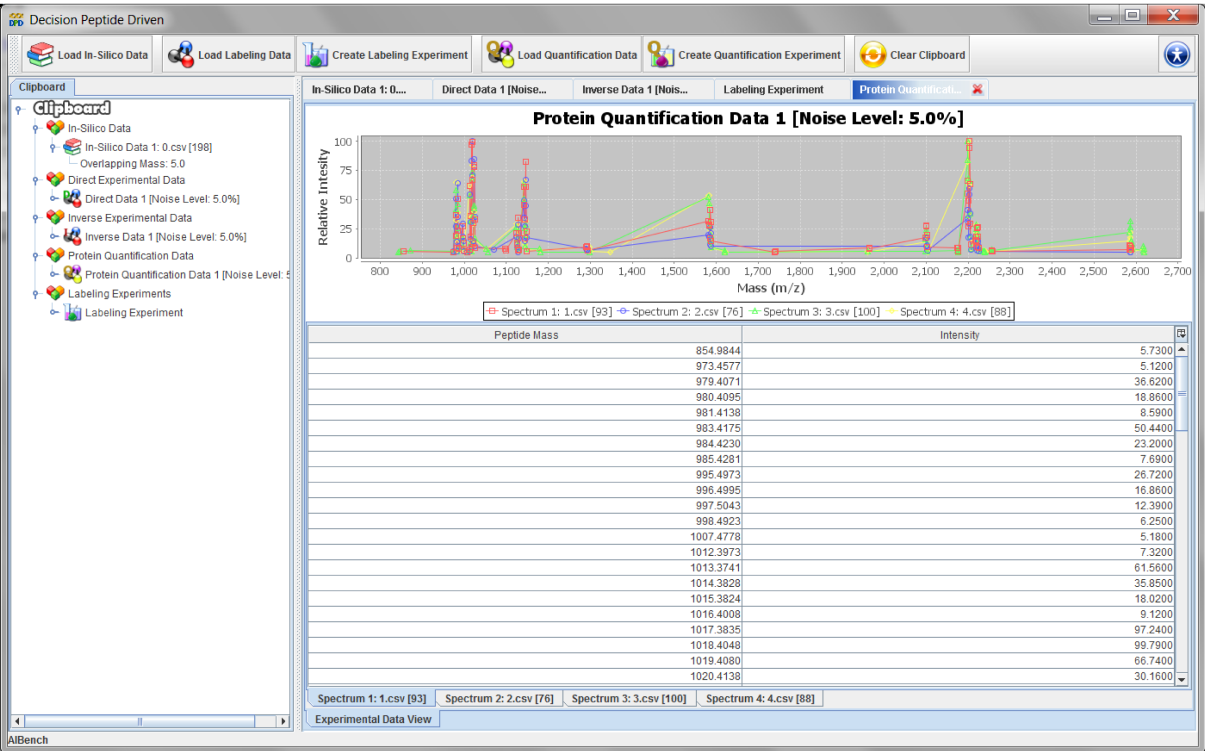 DPD Decision Peptide Driven
Load In-Silico Data Load Labeling Data Create Labeling Experiment Load Quantification Data Create Quantification Experiment Clear Clipboard
Clipboard
Clipboard
In-Silico Data
In-Silico Data 1: 0.csv [198]
Overlapping Mass: 5.0
Direct Experimental Data
Direct Data 1 [Noise Level: 5.0%]
Inverse Experimental Data
Inverse Data 1 [Noise Level: 5.0%]
Protein Quantification Data
Protein Quantification Data 1 [Noise Level: 5
Labeling Experiments
Labeling Experiment
In-Silico Data 1: 0.... Direct Data 1 [Noise... Inverse Data 1 [Nois... Labeling Experiment Protein Quantificati...
Protein Quantification Data 1 [Noise Level: 5.0%]
Relative Intesity
100
75
50
25
0
800 900 1,000 1,100 1,200 1,300 1,400 1,500 1,600 1,700 1,800 1,900 2,000 2,100 2,200 2,300 2,400 2,500 2,600 2,700
Mass (m/z)
Spectrum 1: 1.csv [93] Spectrum 2: 2.csv [76] Spectrum 3: 3.csv [100] Spectrum 4: 4.csv [88]
Peptide Mass Intensity
854.9844 5.7300
973.4577 5.1200
979.4071 36.6200
980.4095 18.8600
981.4138 8.5900
983.4175 50.4400
984.4230 23.2000
985.4281 7.6900
995.4973 26.7200
996.4995 16.8600
997.5043 12.3900
998.4923 6.2500
1007.4778 5.1800
1012.3973 7.3200
1013.3741 61.5600
1014.3828 35.8500
1015.3824 18.0200
1016.4008 9.1200
1017.3835 97.2400
1018.4048 99.7900
1019.4080 66.7400
1020.4138 30.1600
Spectrum 1: 1.csv [93] Spectrum 2: 2.csv [76] Spectrum 3: 3.csv [100] Spectrum 4: 4.csv [88]
Experimental Data View
AIBench